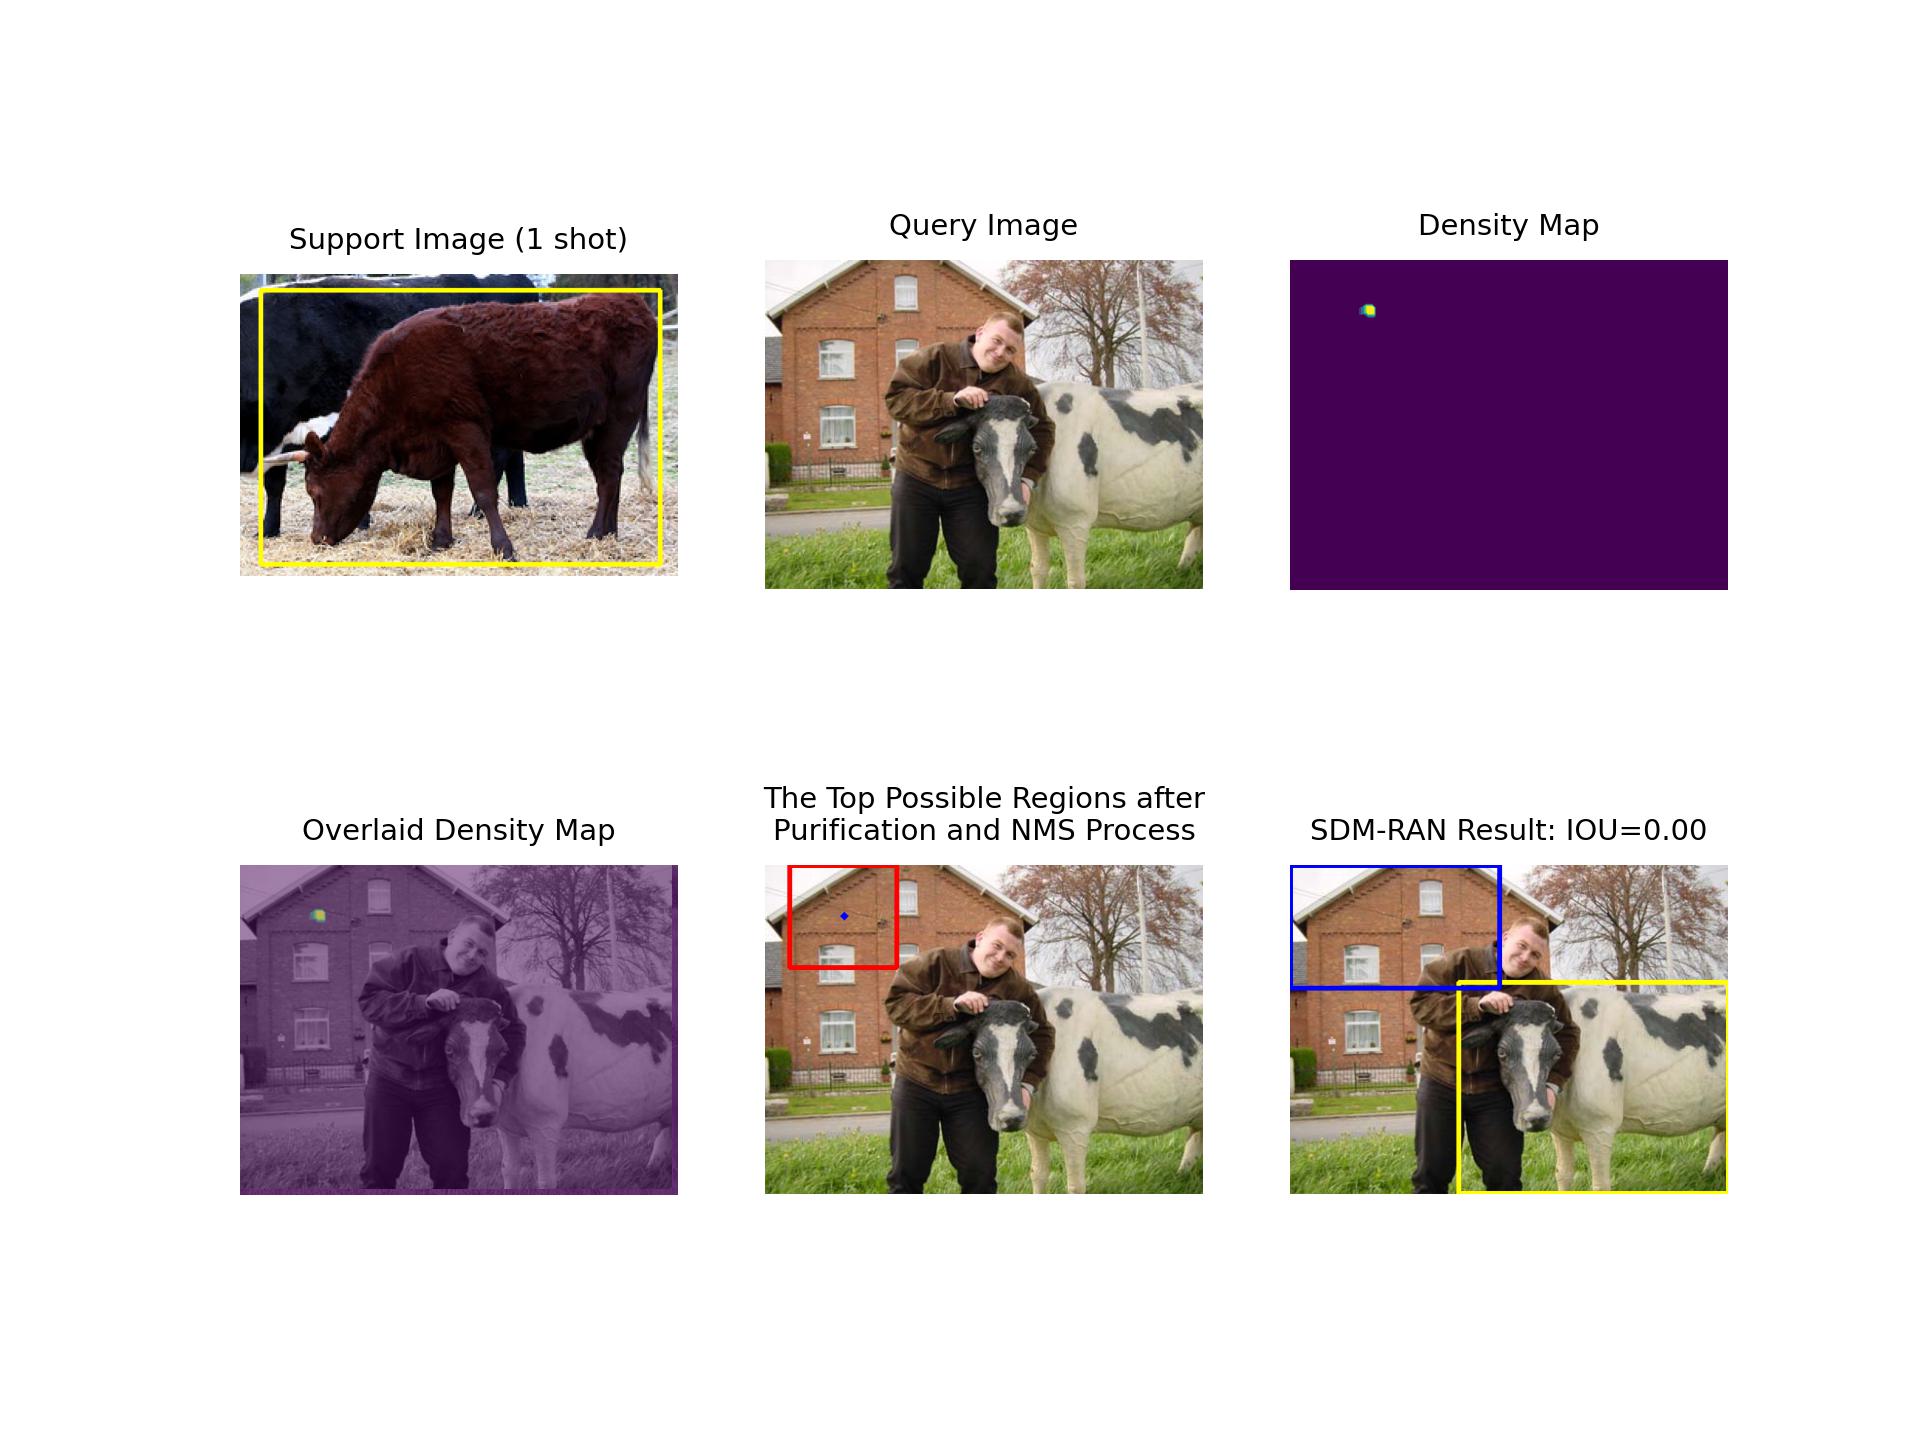 Support Image (1 shot)
Query Image
Density Map
Overlaid Density Map
The Top Possible Regions after
Purification and NMS Process
SDM-RAN Result: IOU=0.00